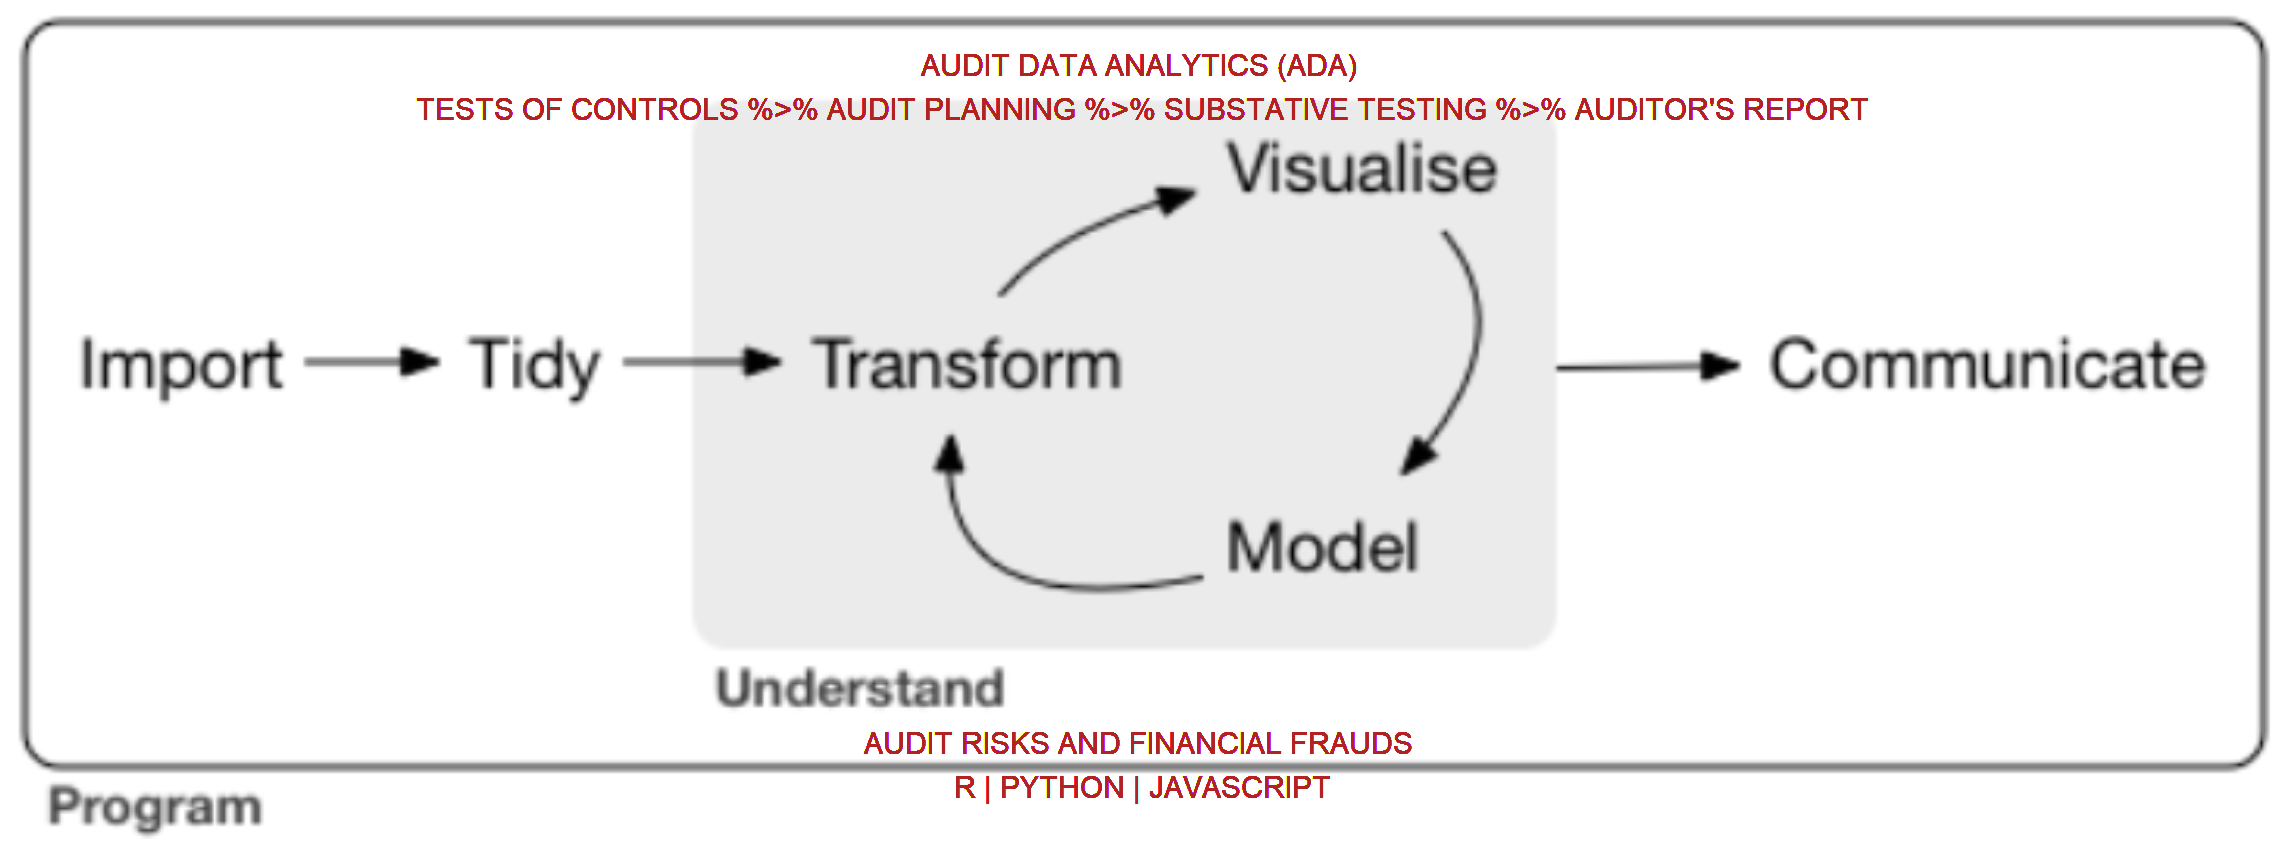 AUDIT DATA ANALYTICS (ADA)
TESTS OF CONTROLS %>% AUDIT PLANNING %>% SUBSTATIVE TESTING %>% AUDITOR'S REPORT
Visualise
Import
Tidy
Transform
Communicate
Model
Understand
AUDIT RISKS AND FINANCIAL FRAUDS
R | PYTHON | JAVASCRIPT
Program